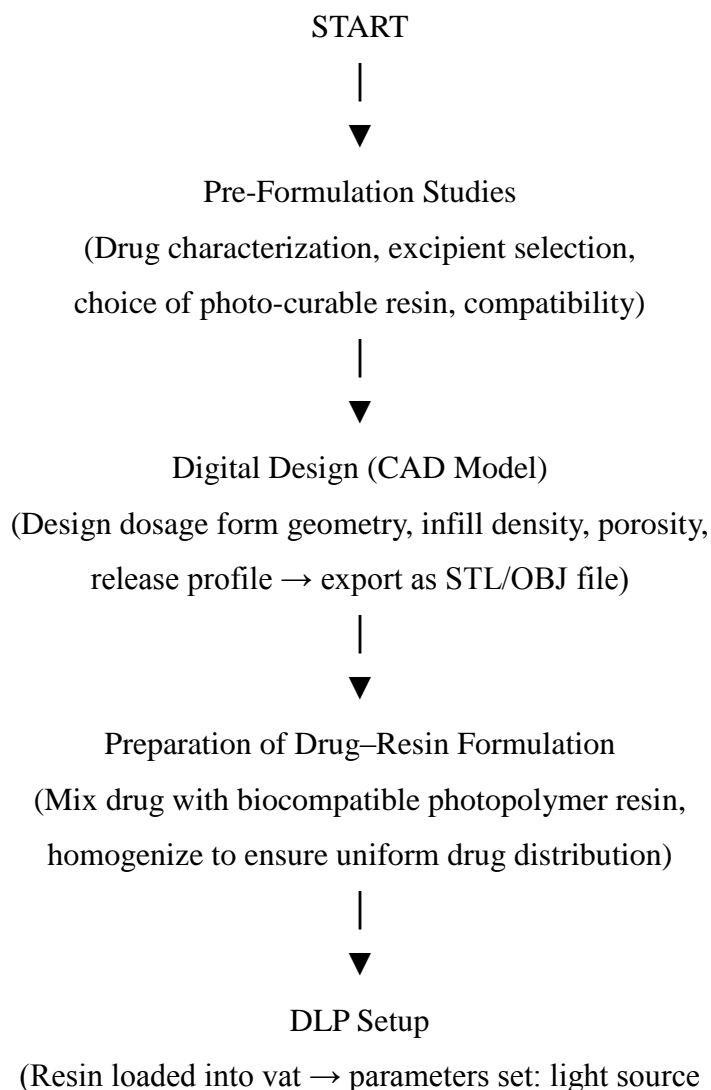 START
Pre-Formulation Studies
(Drug characterization, excipient selection,
choice of photo-curable resin, compatibility)
Digital Design (CAD Model)
(Design dosage form geometry, infill density, porosity,
release profile → export as STL/OBJ file)
Preparation of Drug–Resin Formulation
(Mix drug with biocompatible photopolymer resin,
homogenize to ensure uniform drug distribution)
DLP Setup
(Resin loaded into vat → parameters set: light source